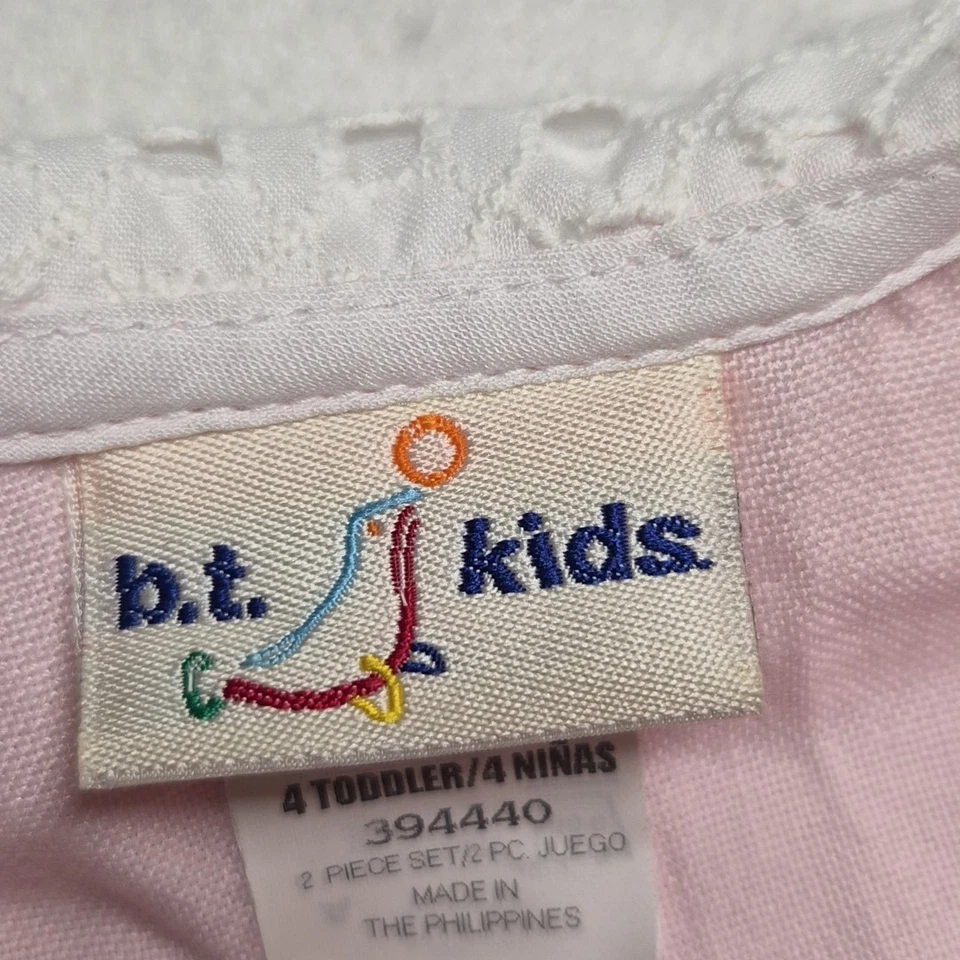 b.t. kids
4 TODDLER/4 NIÑAS
394440
2 PIECE SET/2 PC. JUEGO
MADE IN
THE PHILIPPINES